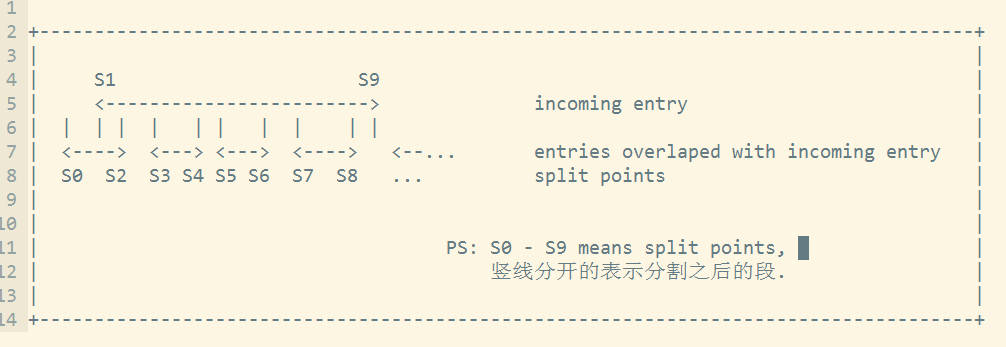 1
2 +--------------------------------------------------------------------------------------+
3 |                                                                                      |
4 |     S1                      S9                                                       |
5 |     <------------------------>              incoming entry                           |
6 |  |  | |  |   | |   |  |    | |                                                       |
7 |  <---->  <---> <--->  <---->   <--...       entries overlaped with incoming entry   |
8 |  S0  S2  S3 S4 S5 S6  S7  S8   ...          split points                             |
9 |                                                                                      |
10 |                                                                                      |
11 |                                     PS: S0 - S9 means split points,                  |
12 |                                         竖线分开的表示分割之后的段.                 |
13 |                                                                                      |
14 +--------------------------------------------------------------------------------------+